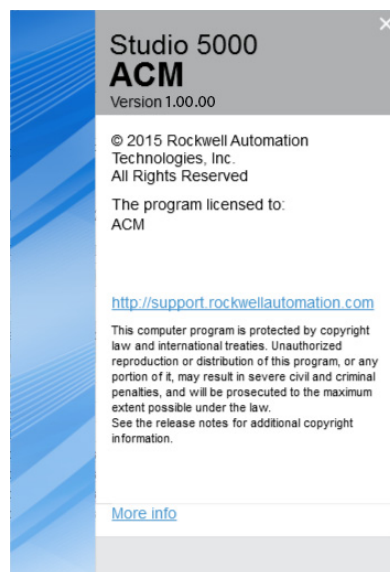 Studio 5000
ACM
Version 1.00.00
© 2015 Rockwell Automation
Technologies, Inc.
All Rights Reserved
The program licensed to:
ACM
http://support.rockwellautomation.com
This computer program is protected by copyright
law and international treaties. Unauthorized
reproduction or distribution of this program, or any
portion of it, may result in severe civil and criminal
penalties, and will be prosecuted to the maximum
extent possible under the law.
See the release notes for additional copyright
information.
More info